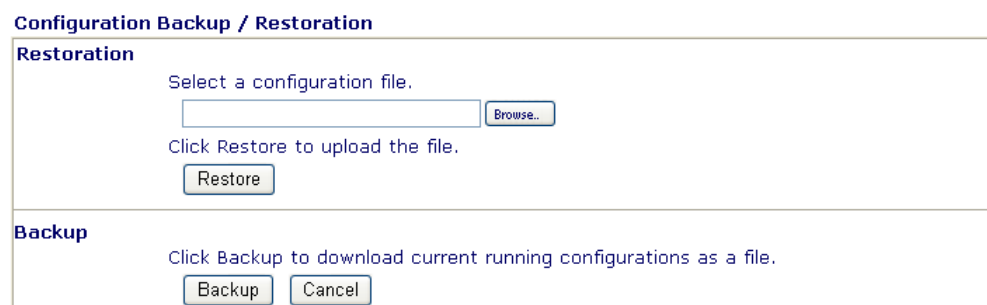 Configuration Backup / Restoration
Restoration
Select a configuration file.
Browse..
Click Restore to upload the file.
Restore
Backup
Click Backup to download current running configurations as a file.
Backup Cancel